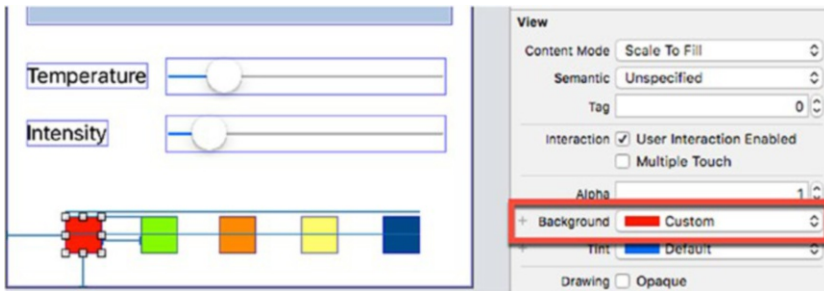 View
Content Mode Scale To Fill
Semantic Unspecified
Tag 0
Temperature
Interaction User Interaction Enabled
Intensity
Multiple Touch
Alpha 1
Background Custom
Tint Default
Drawing Opaque